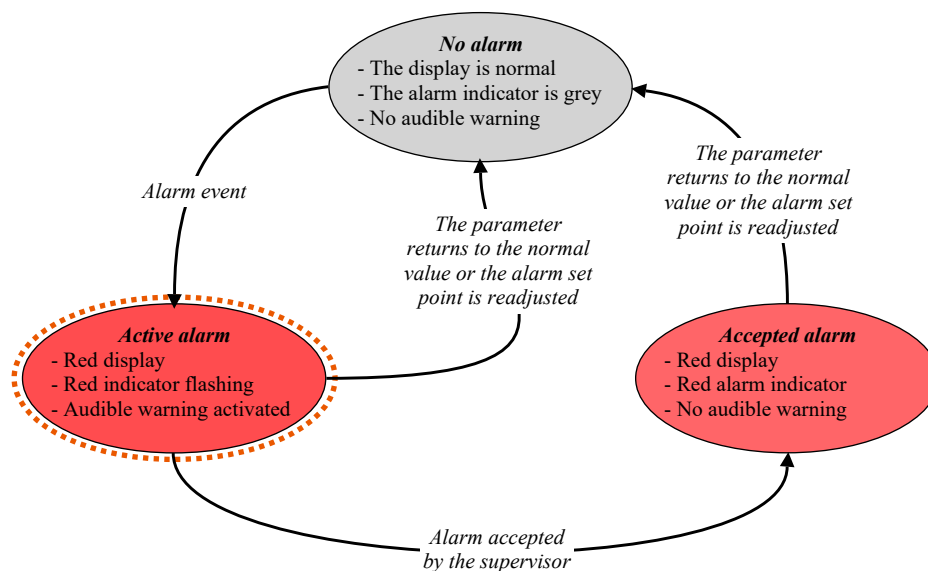 No alarm
- The display is normal
- The alarm indicator is grey
- No audible warning
Alarm event
The parameter
returns to the normal
value or the alarm set
point is readjusted
The parameter
returns to the normal
value or the alarm set
point is readjusted
Active alarm
- Red display
- Red indicator flashing
- Audible warning activated
Accepted alarm
- Red display
- Red alarm indicator
- No audible warning
Alarm accepted
by the supervisor